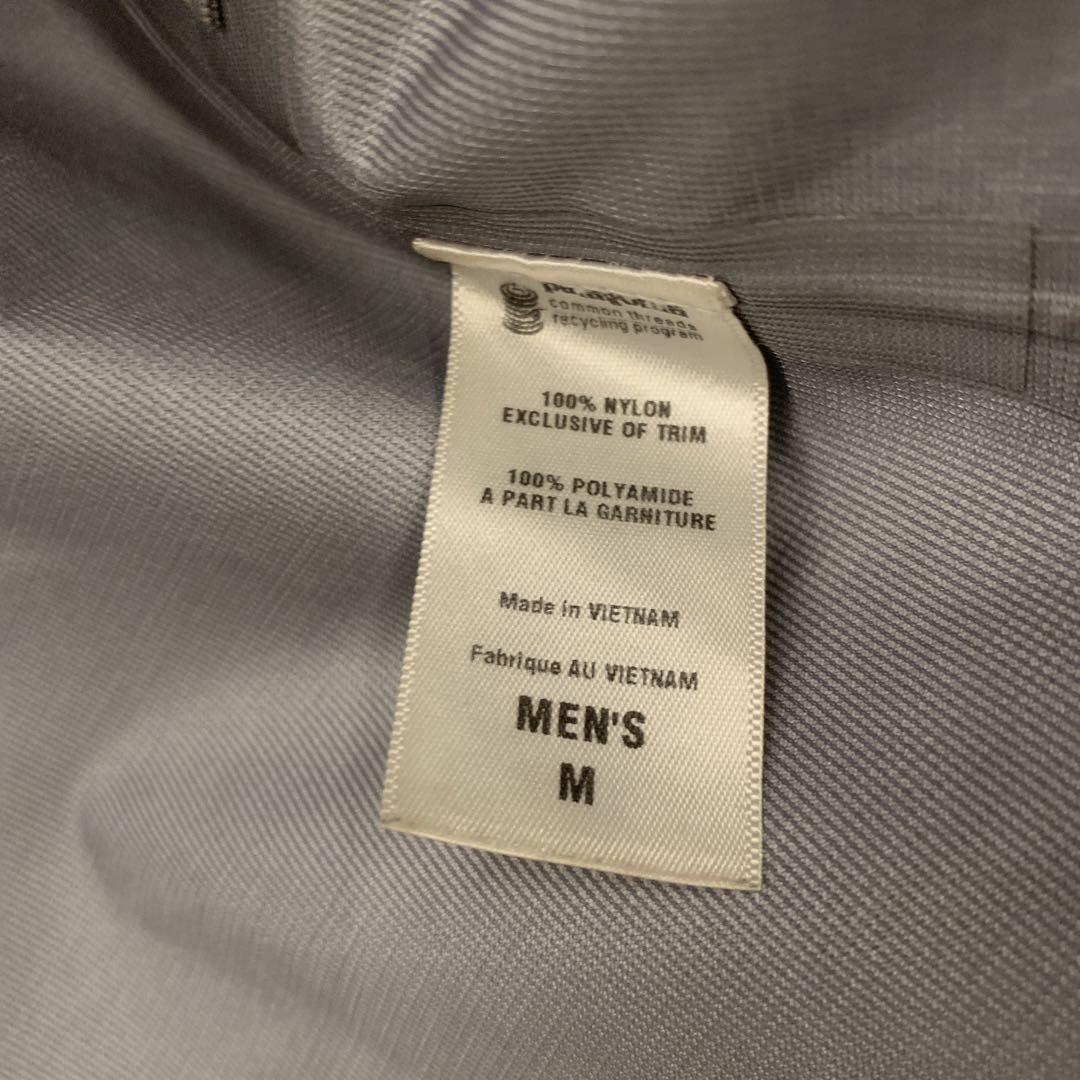 patagonia
common threads
recycling program
100% NYLON
EXCLUSIVE OF TRIM
100% POLYAMIDE
A PART LA GARNITURE
Made in VIETNAM
Fabrique AU VIETNAM
MEN'S
M